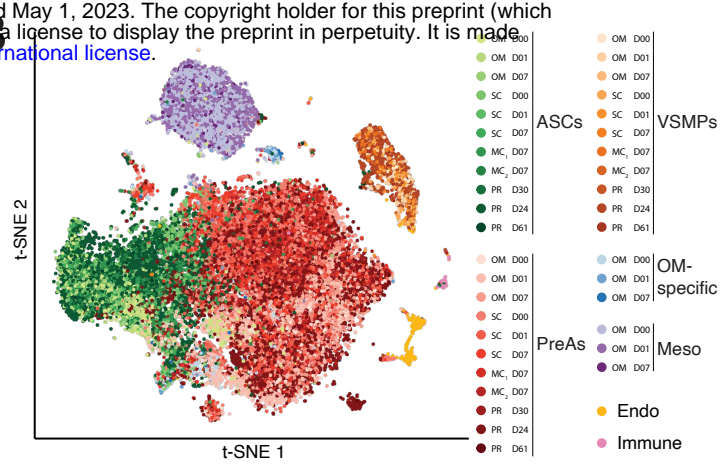 d May 1, 2023. The copyright holder for this preprint (which
a license to display the preprint in perpetuity. It is made
rnational license.
OM D00
OM D01
OM D07
SC D00
SC D01
SC D07
MC1 D07
MC2 D07
PR D30
PR D24
PR D61
ASCs
OM D00
OM D01
OM D07
SC D00
SC D01
SC D07
MC1 D07
MC2 D07
PR D30
PR D24
PR D61
VSMPs
OM D00
OM D01
OM D07
SC D00
SC D01
SC D07
MC1 D07
MC2 D07
PR D30
PR D24
PR D61
PreAs
OM D00
OM D01
OM D07
OM-
specific
OM D00
OM D01
OM D07
Meso
Endo
Immune
t-SNE 2
t-SNE 1